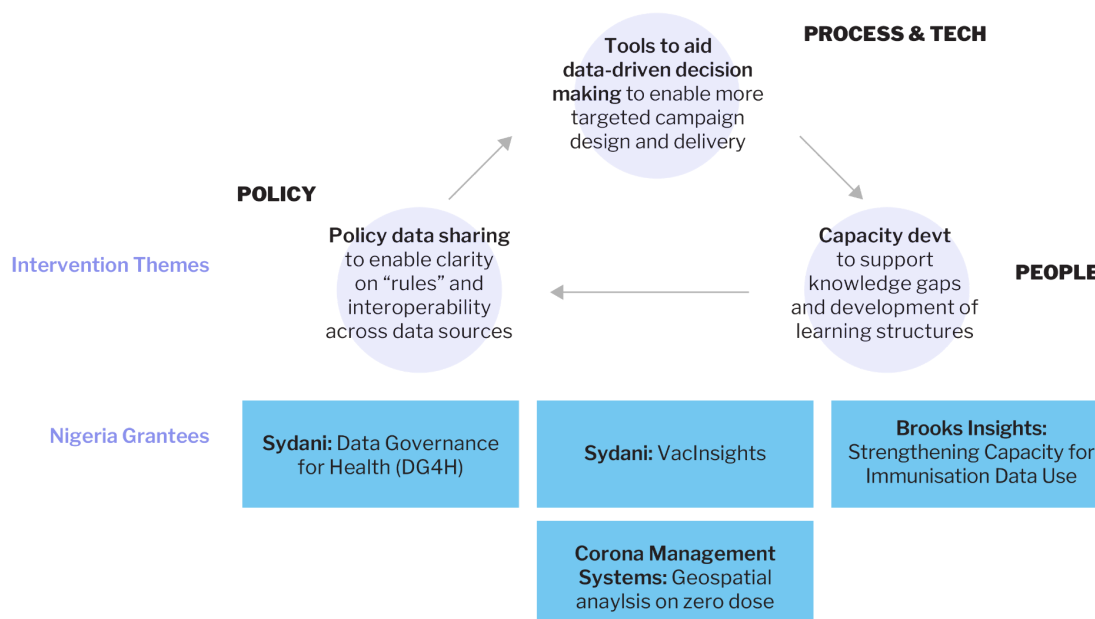 PROCESS & TECH
Tools to aid
data-driven decision
making to enable more
targeted campaign
design and delivery
POLICY
Policy data sharing
to enable clarity
on “rules” and
interoperability
across data sources
Capacity devt
to support
knowledge gaps
and development of
learning structures
PEOPLE
Intervention Themes
Nigeria Grantees
Sydani: Data Governance
for Health (DG4H)
Sydani: VacInsights
Brooks Insights:
Strengthening Capacity for
Immunisation Data Use
Corona Management
Systems: Geospatial
anaylsis on zero dose